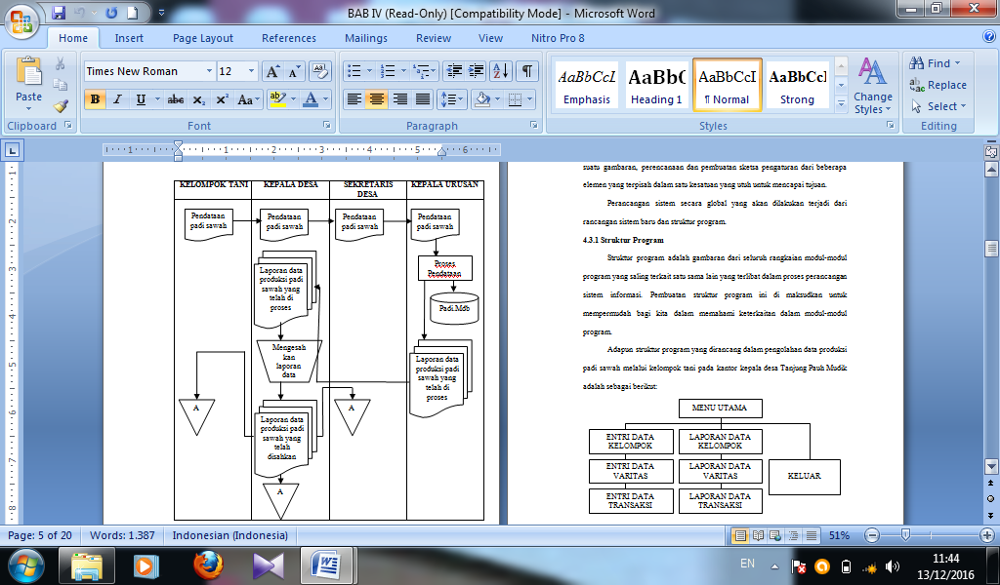 BAB IV (Read-Only) [Compatibility Mode] - Microsoft Word
Home Insert Page Layout References Mailings Review View Nitro Pro 8
Paste
Clipboard
Times New Roman 12
B I U abc x₂ x² Aa ab A
Font
Paragraph
AaBbCcI AaBbC AaBbCcI AaBbCcl
Emphasis Heading 1 ¶ Normal Strong
Change
Styles
Styles
Find
Replace
Select
Editing
KELOMPOK TANI KEPALA DESA SEKRETARIS
DESA KEPALA URUSAN
Pendataan
padi sawah
Pendataan
padi sawah
Pendataan
padi sawah
Pendataan
padi sawah
Proses
Pendataan
Padi.Mdb
Laporan data
produksi padi
sawah yang
telah di
proses
Mengesah
kan
laporan
data
Laporan data
produksi padi
sawah yang
telah di
proses
A
A
Laporan data
produksi padi
sawah yang
telah
disahkan
A
suatu gambaran, perencanaan dan pembuatan sketsa pengaturan dari beberapa
elemen yang terpisah dalam satu kesatuan yang utuh untuk mencapai tujuan.
Perancangan sistem secara global yang akan dilakukan terjadi dari
rancangan sistem baru dan struktur program.
4.3.1 Struktur Program
Struktur program adalah gambaran dari seluruh rangkaian modul-modul
program yang saling terkait satu sama lain yang terlibat dalam proses perancangan
sistem informasi. Pembuatan struktur program ini di maksudkan untuk
mempermudah bagi kita dalam memahami keterkaitan dalam modul-modul
program.
Adapun struktur program yang dirancang dalam pengolahan data produksi
padi sawah melalui kelompok tani pada kantor kepala desa Tanjung Pauh Mudik
adalah sebagai berikut:
MENU UTAMA
ENTRI DATA
KELOMPOK
LAPORAN DATA
KELOMPOK
ENTRI DATA
VARITAS
LAPORAN DATA
VARITAS
KELUAR
ENTRI DATA
TRANSAKSI
LAPORAN DATA
TRANSAKSI
Page: 5 of 20 Words: 1.387 Indonesian (Indonesia) 51%
EN
11:44
13/12/2016